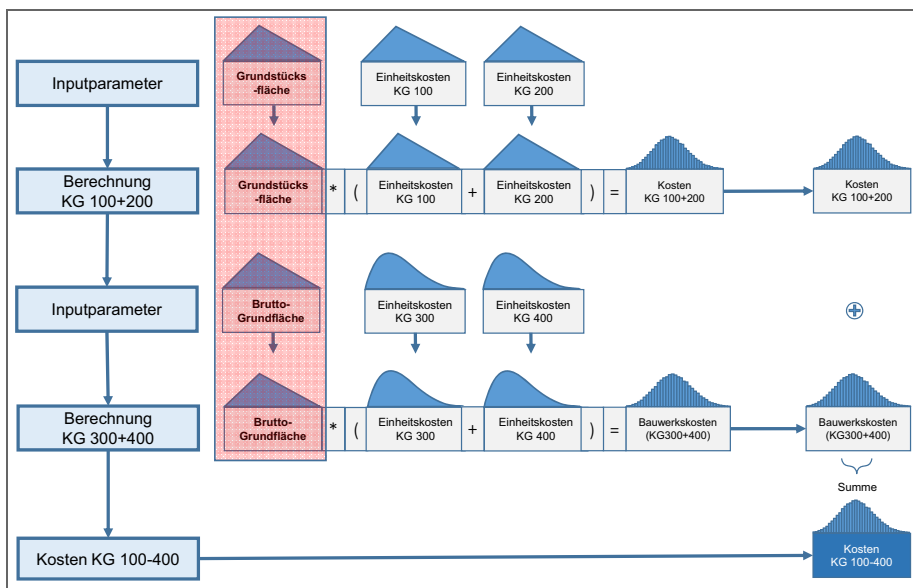 Inputparameter
Grundstücks
-fläche
Einheitskosten
KG 100
Einheitskosten
KG 200
Berechnung
KG 100+200
Grundstücks
-fläche
*
(
Einheitskosten
KG 100
+
Einheitskosten
KG 200
)
=
Kosten
KG 100+200
Kosten
KG 100+200
Inputparameter
Brutto-
Grundfläche
Einheitskosten
KG 300
Einheitskosten
KG 400
Berechnung
KG 300+400
Brutto-
Grundfläche
*
(
Einheitskosten
KG 300
+
Einheitskosten
KG 400
)
=
Bauwerkskosten
(KG300+400)
Bauwerkskosten
(KG300+400)
Summe
Kosten KG 100-400
Kosten
KG 100-400